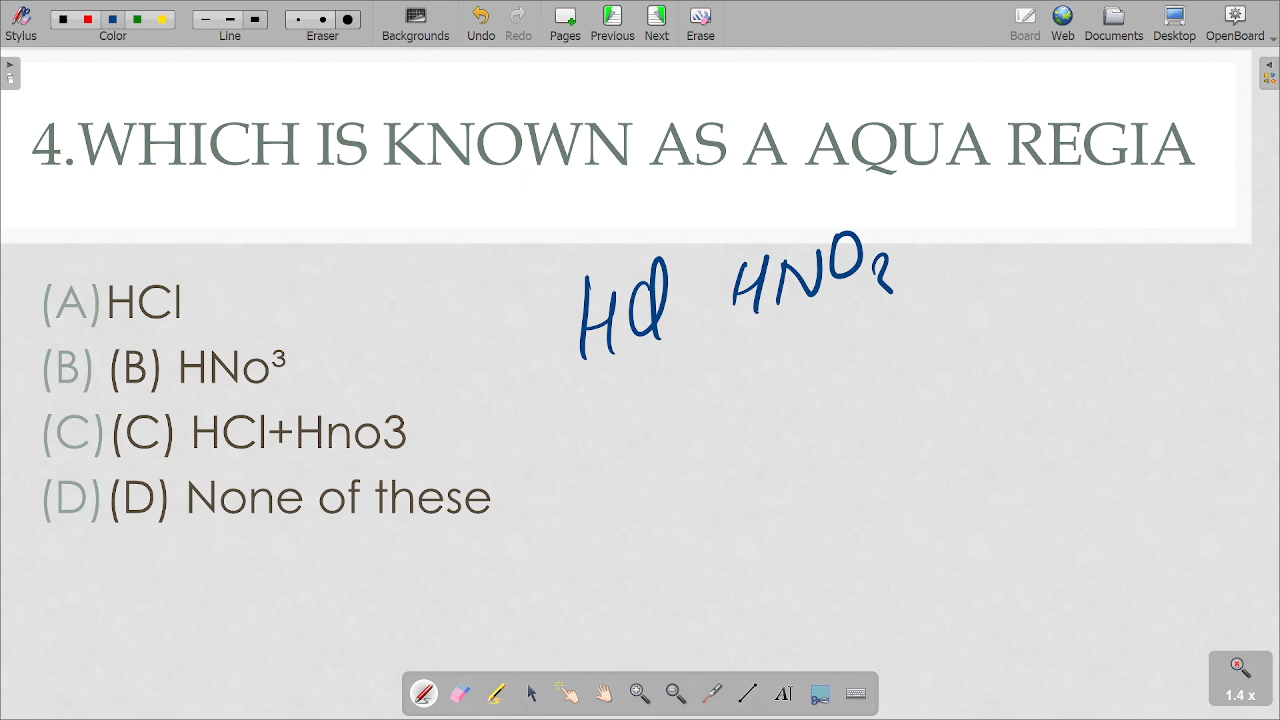 Stylus Color Line Eraser Backgrounds Undo Redo Pages Previous Next Erase Board Web Documents Desktop OpenBoard
4.WHICH IS KNOWN AS A AQUA REGIA
HCl HNO₃
(A) HCl
(B) (B) HNo³
(C) (C) HCl+Hno3
(D) (D) None of these
1.4 x